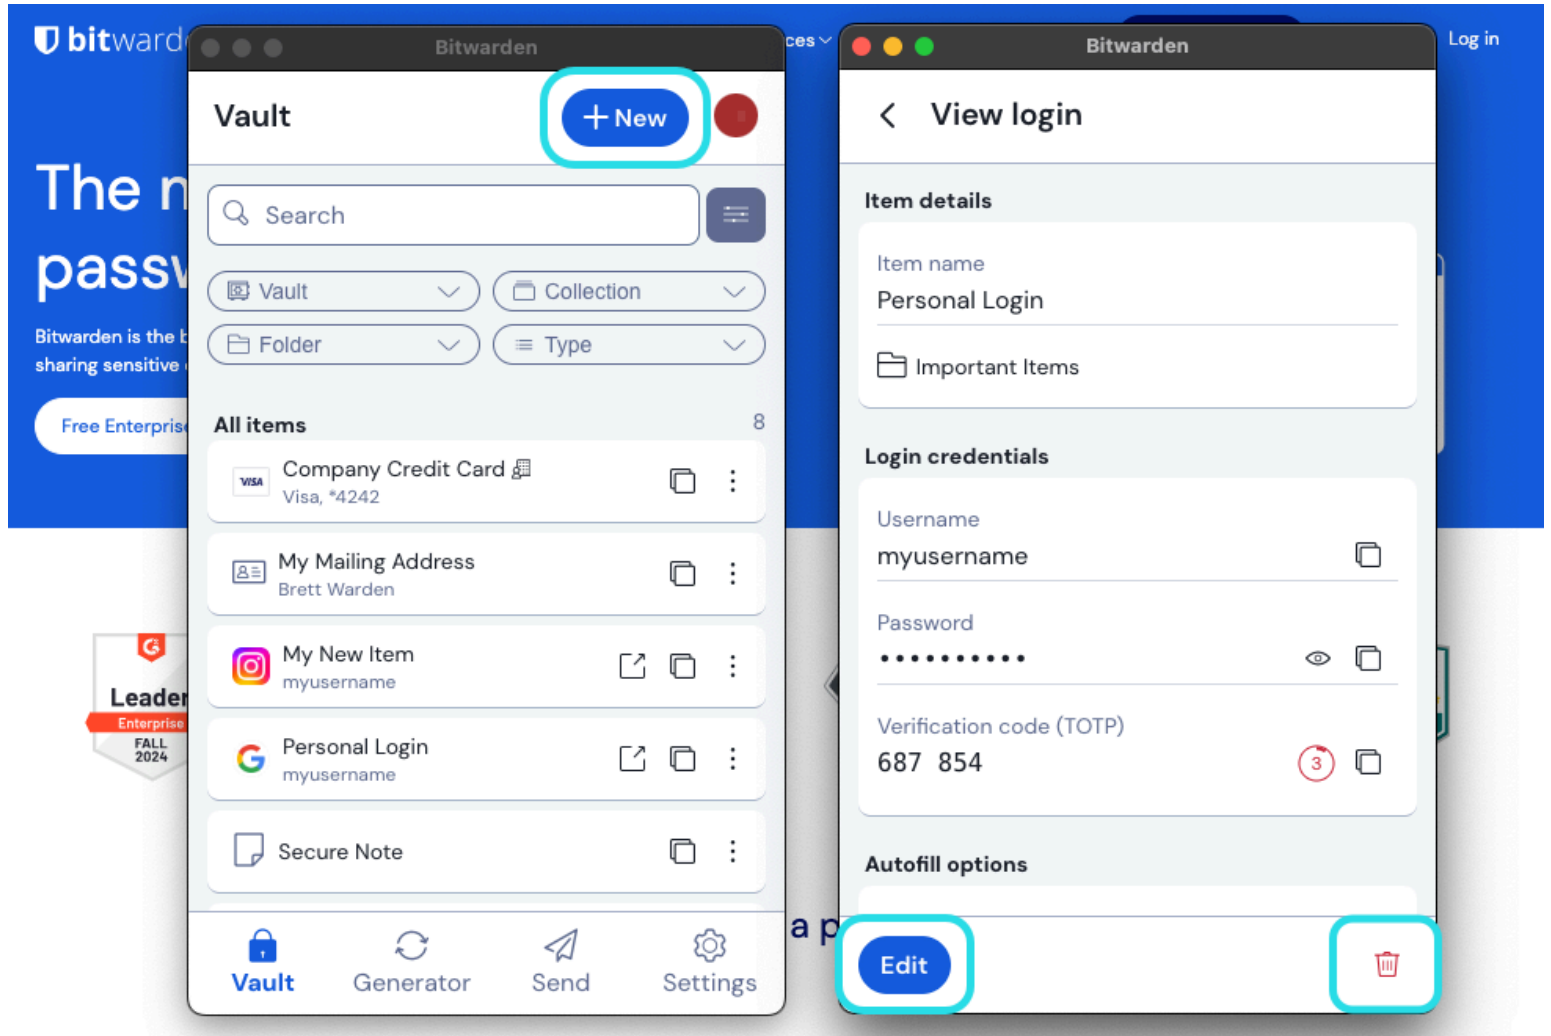 bitward
ces
Log in
The n
passw
Bitwarden is the b
sharing sensitive
Free Enterprise
Leader
Enterprise
FALL
2024
a p
Bitwarden
Vault
+ New
Search
Vault
Collection
Folder
Type
All items
8
VISA
Company Credit Card
Visa, *4242
My Mailing Address
Brett Warden
My New Item
myusername
Personal Login
myusername
Secure Note
Vault
Generator
Send
Settings
Bitwarden
View login
Item details
Item name
Personal Login
Important Items
Login credentials
Username
myusername
Password
••••••••••
Verification code (TOTP)
687 854
3
Autofill options
Edit